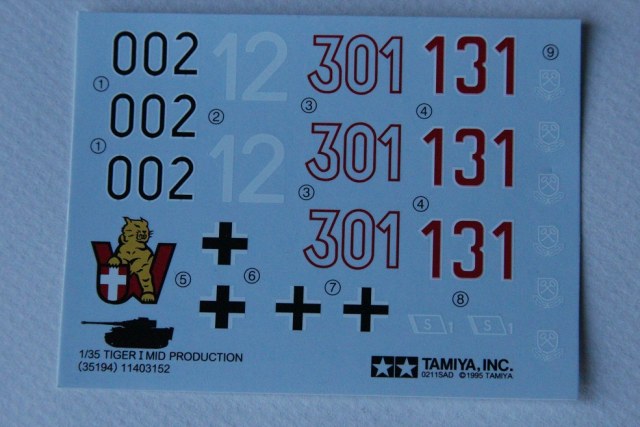 002 12 301 131 ⑨
①
② ③ ④
002
① 12 301 131
002 ③ ④
301 131
W ⑤ ⑥ ⑦ ⑧
S 1 S 1
1/35 TIGER I MID PRODUCTION
(35194) 11403152
TAMIYA, INC.
0211SAD ©1995 TAMIYA